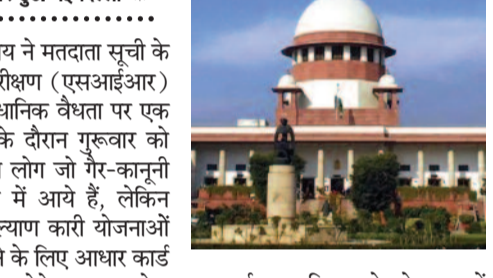 य ने मतदाता सूची के
रीक्षण (एसआईआर)
धानिक वैधता पर एक
के दौरान गुरूवार को
लोग जो गैर-कानूनी
में आये हैं, लेकिन
ल्याण कारी योजनाओं
के लिए आधार कार्ड